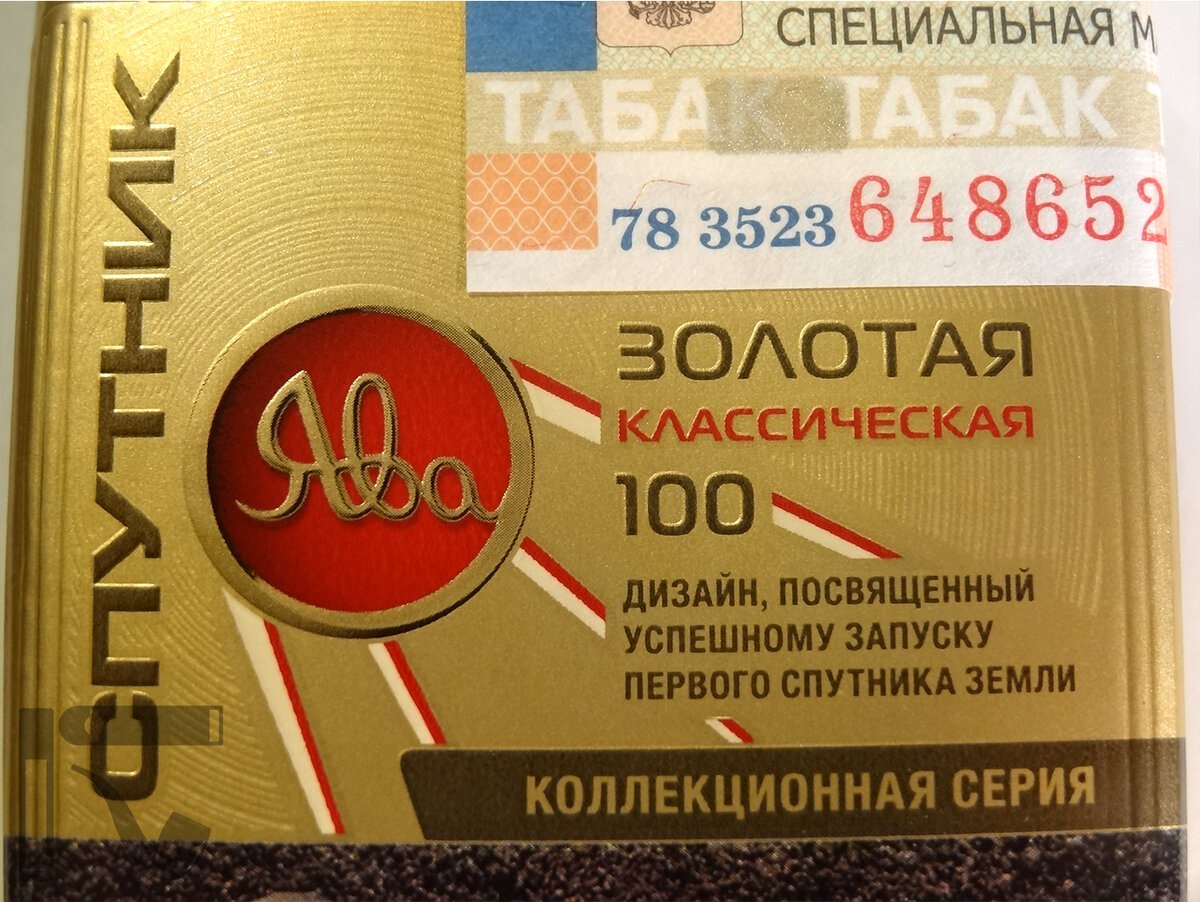 СПЕЦИАЛЬНАЯ М
ТАБАК ТАБАК
78 3523 648652
СПУТНИК
Ява
ЗОЛОТАЯ
КЛАССИЧЕСКАЯ
100
ДИЗАЙН, ПОСВЯЩЕННЫЙ
УСПЕШНОМУ ЗАПУСКУ
ПЕРВОГО СПУТНИКА ЗЕМЛИ
КОЛЛЕКЦИОННАЯ СЕРИЯ